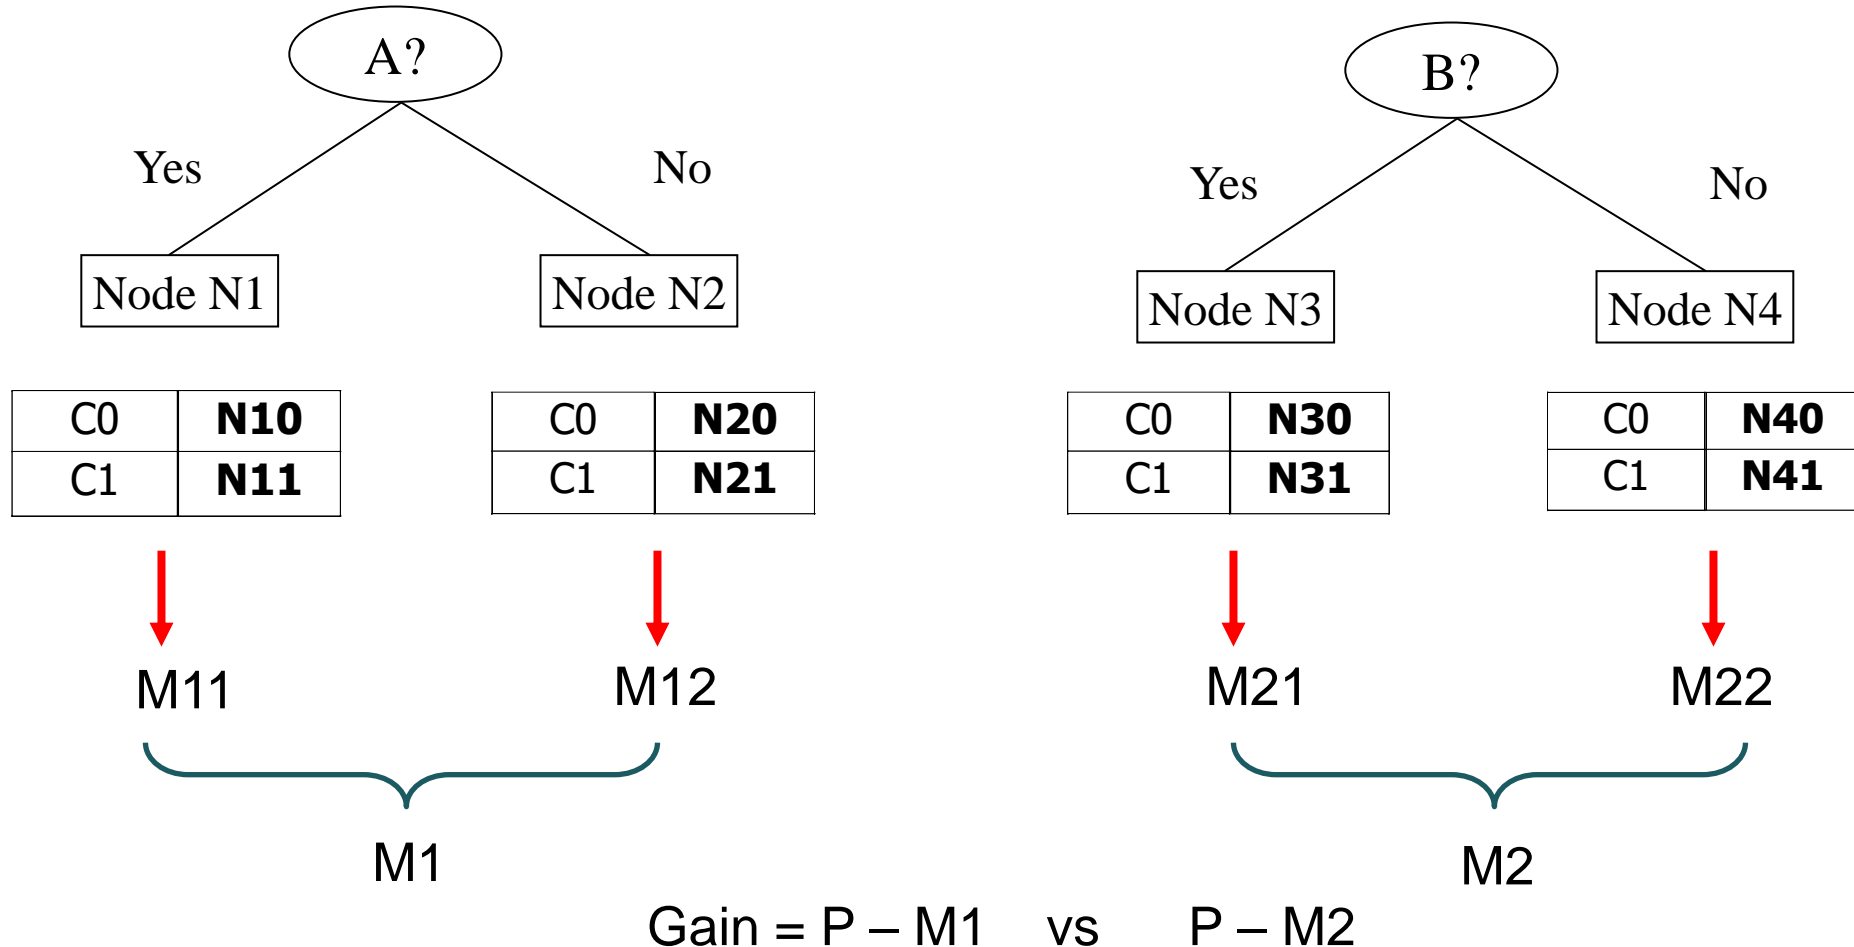 A?
B?
Yes
No
Yes
No
Node N1
Node N2
Node N3
Node N4
C0 N10
C1 N11
C0 N20
C1 N21
C0 N30
C1 N31
C0 N40
C1 N41
M11
M12
M21
M22
M1
M2
Gain = P – M1 vs P – M2